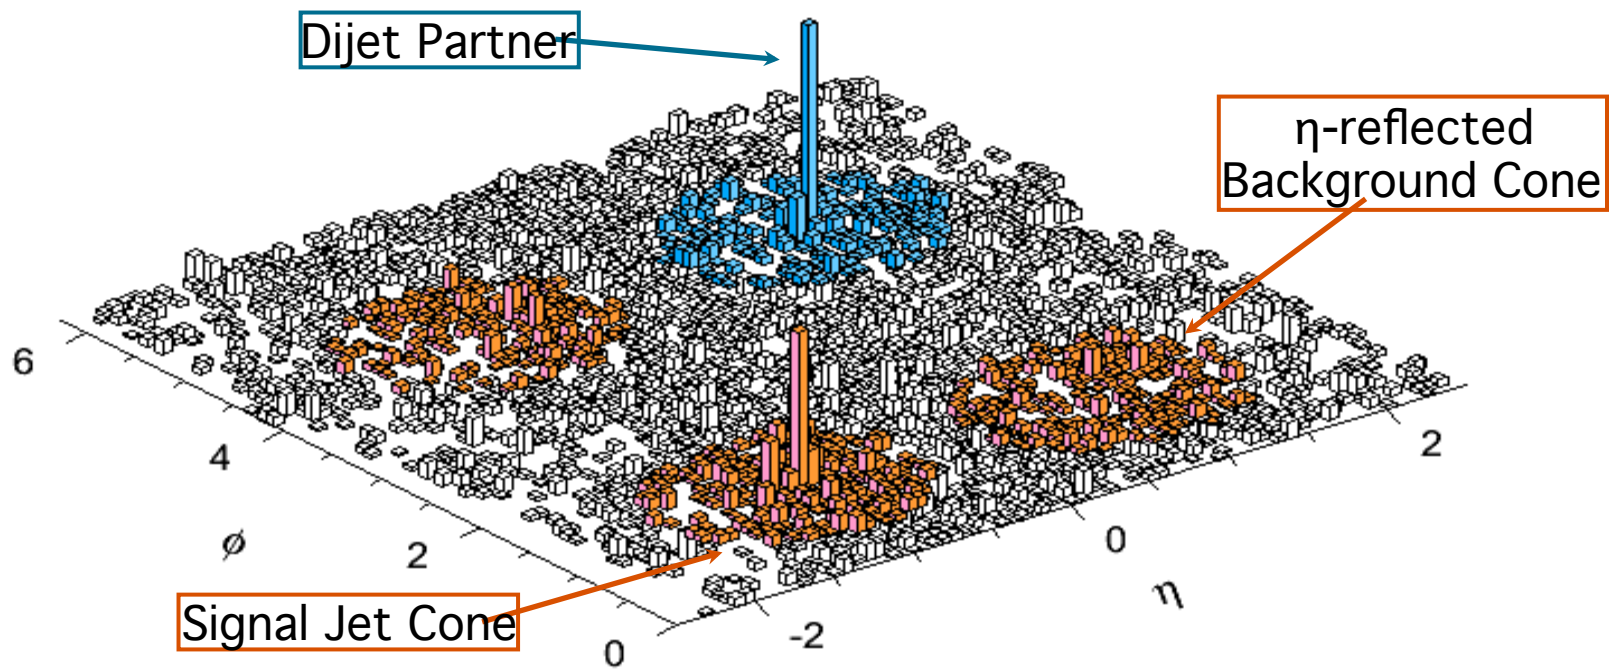 Dijet Partner
η-reflected
Background Cone
6
4
ø
2
0
Signal Jet Cone
-2
0
2
η